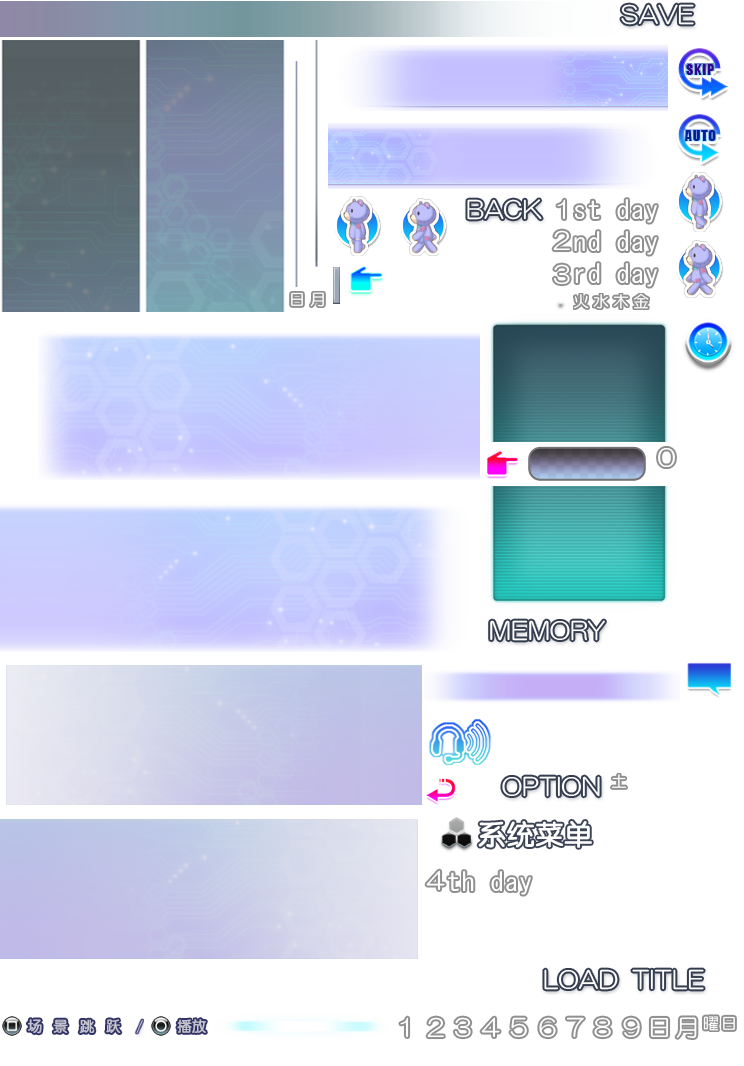 SAVE
SKIP
AUTO
BACK
1st day
2nd day
3rd day
日月
火水木金
0
MEMORY
OPTION 土
系统菜单
4th day
LOAD TITLE
场景跳跃 / 播放
1 2 3 4 5 6 7 8 9 日月曜日